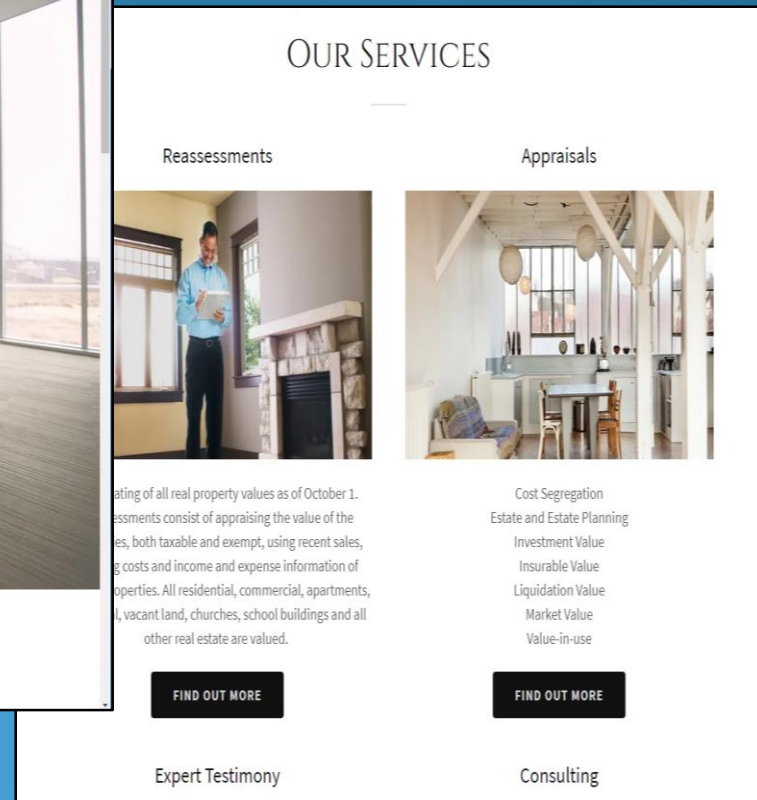 OUR SERVICES
Reassessments
Appraisals
of all real property values as of October 1.
consist of appraising the value of the
both taxable and exempt, using recent sales,
costs and income and expense information of
All residential, commercial, apartments,
vacant land, churches, school buildings and all
other real estate are valued.
FIND OUT MORE
Cost Segregation
Estate and Estate Planning
Investment Value
Insurable Value
Liquidation Value
Market Value
Value-in-use
FIND OUT MORE
Expert Testimony
Consulting